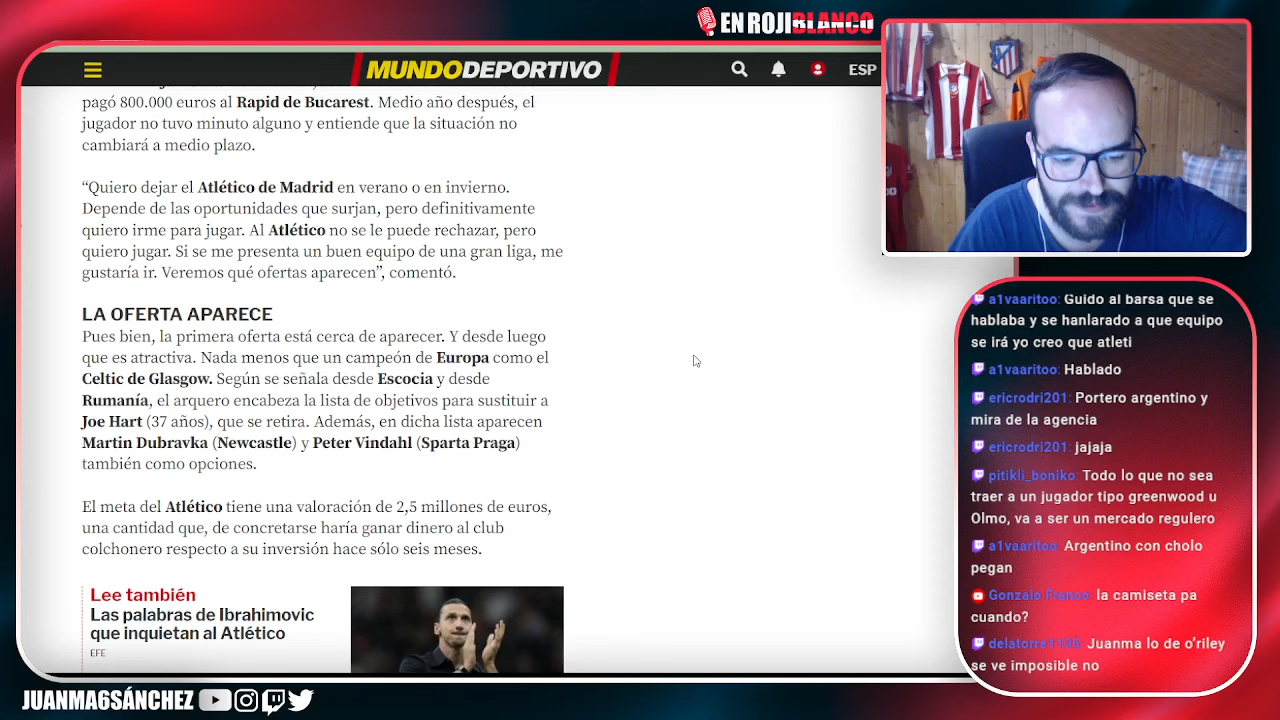 EN ROJIBLANCO
MUNDODEPORTIVO
ESP
pagó 800.000 euros al Rapid de Bucarest. Medio año después, el
jugador no tuvo minuto alguno y entiende que la situación no
cambiará a medio plazo.
“Quiero dejar el Atlético de Madrid en verano o en invierno.
Depende de las oportunidades que surjan, pero definitivamente
quiero irme para jugar. Al Atlético no se le puede rechazar, pero
quiero jugar. Si se me presenta un buen equipo de una gran liga, me
gustaría ir. Veremos qué ofertas aparecen”, comentó.
LA OFERTA APARECE
Pues bien, la primera oferta está cerca de aparecer. Y desde luego
que es atractiva. Nada menos que un campeón de Europa como el
Celtic de Glasgow. Según se señala desde Escocia y desde
Rumanía, el arquero encabeza la lista de objetivos para sustituir a
Joe Hart (37 años), que se retira. Además, en dicha lista aparecen
Martin Dubravka (Newcastle) y Peter Vindahl (Sparta Praga)
también como opciones.
El meta del Atlético tiene una valoración de 2,5 millones de euros,
una cantidad que, de concretarse haría ganar dinero al club
colchonero respecto a su inversión hace sólo seis meses.
Lee también
Las palabras de Ibrahimovic
que inquietan al Atlético
EFE
a1vaaritoo: Guido al barsa que se
hablaba y se hanlarado a que equipo
se irá yo creo que atleti
a1vaaritoo: Hablado
ericrodri201: Portero argentino y
mira de la agencia
ericrodri201: jajaja
pitikli_boniko: Todo lo que no sea
traer a un jugador tipo greenwood u
Olmo, va a ser un mercado regulero
a1vaaritoo: Argentino con cholo
pegan
Gonzalo Franco: la camiseta pa
cuando?
delatorre1105: Juanma lo de o’riley
se ve imposible no
JUANMA6SÁNCHEZ